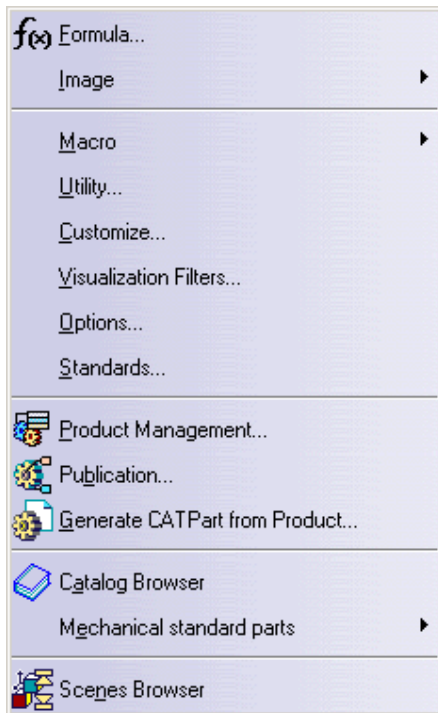 f(x) Formula...
Image
Macro
Utility...
Customize...
Visualization Filters...
Options...
Standards...
Product Management...
Publication...
Generate CATPart from Product...
Catalog Browser
Mechanical standard parts
Scenes Browser